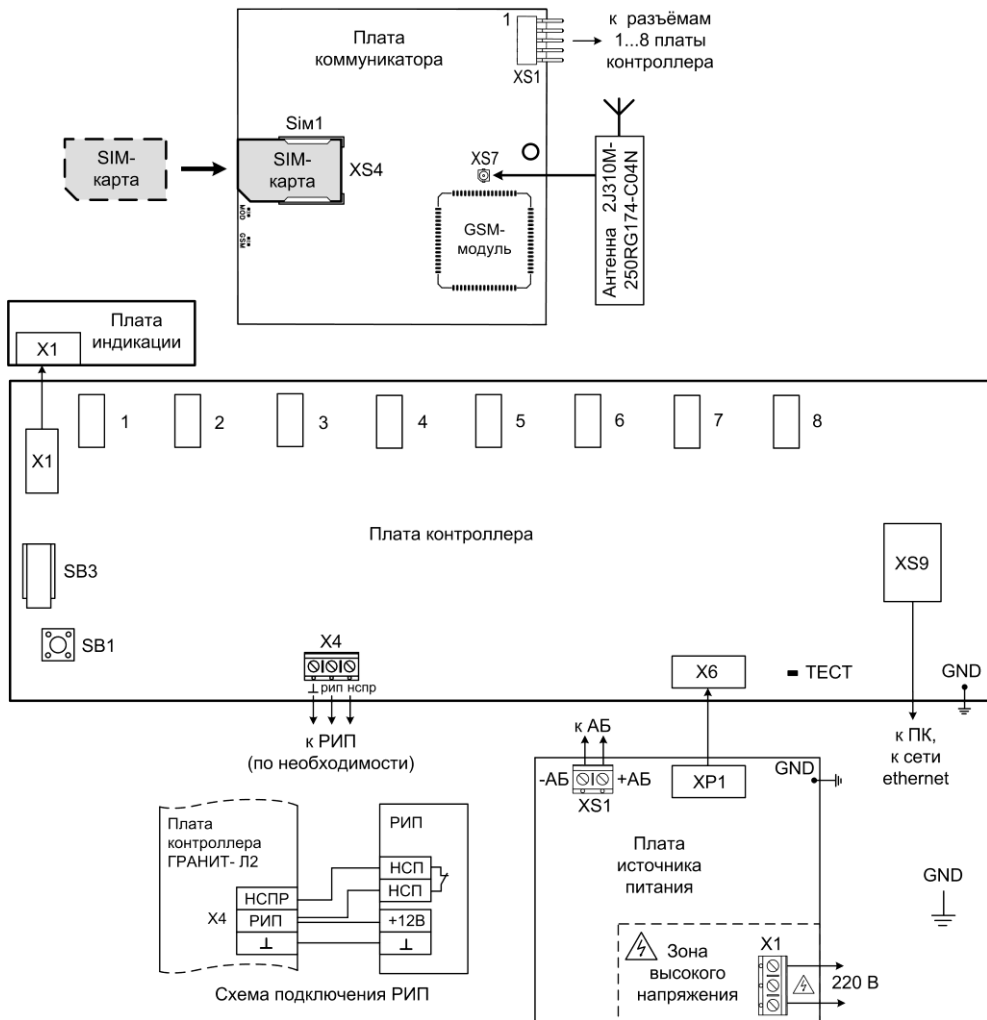 Плата
коммуникатора
1
XS1
к разъёмам
1...8 платы
контроллера
Sім1
SIM-
карта
SIM-
карта
XS4
MOD
GSM
XS7
GSM-
модуль
Антенна 2J310M-
250RG174-C04N
Плата
индикации
X1
X1
1
2
3
4
5
6
7
8
Плата контроллера
XS9
SB3
SB1
X4
⊥ рип нспр
к РИП
(по необходимости)
X6
ТЕСТ
GND
к ПК,
к сети
ethernet
к АБ
-АБ
+АБ
XS1
XP1
GND
Плата
источника
питания
GND
Зона
высокого
напряжения
X1
220 В
Плата
контроллера
ГРАНИТ- Л2
РИП
X4
НСПР
РИП
⊥
НСП
НСП
+12В
⊥
Схема подключения РИП